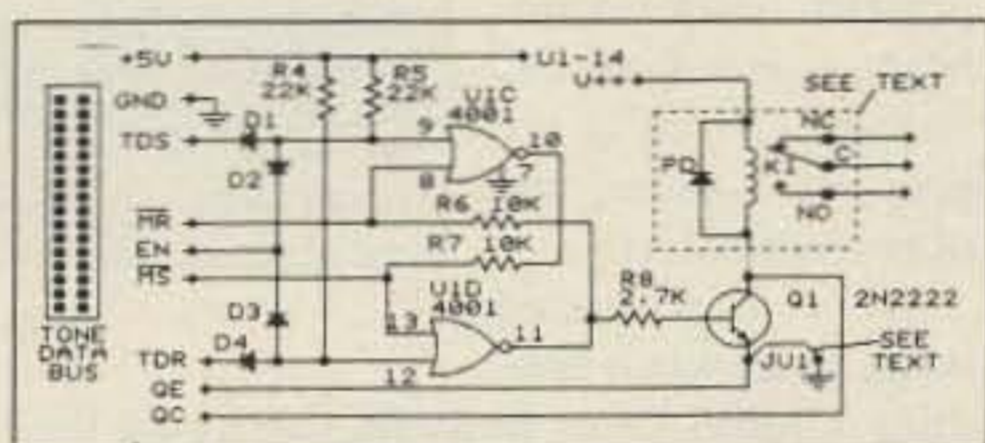 +5V R4 22K R5 22K U1-14
V++
SEE TEXT
GND
U1C 4001
NC
TDS D1 9 10
PD K1 C
D2 8 7
MR R6 10K NO
EN R7 10K
MS
U1D 4001
R8 2.7K Q1 2N2222
D3 13 11
TONE DATA BUS
TDR D4 12
JU1 SEE TEXT
QE
QC